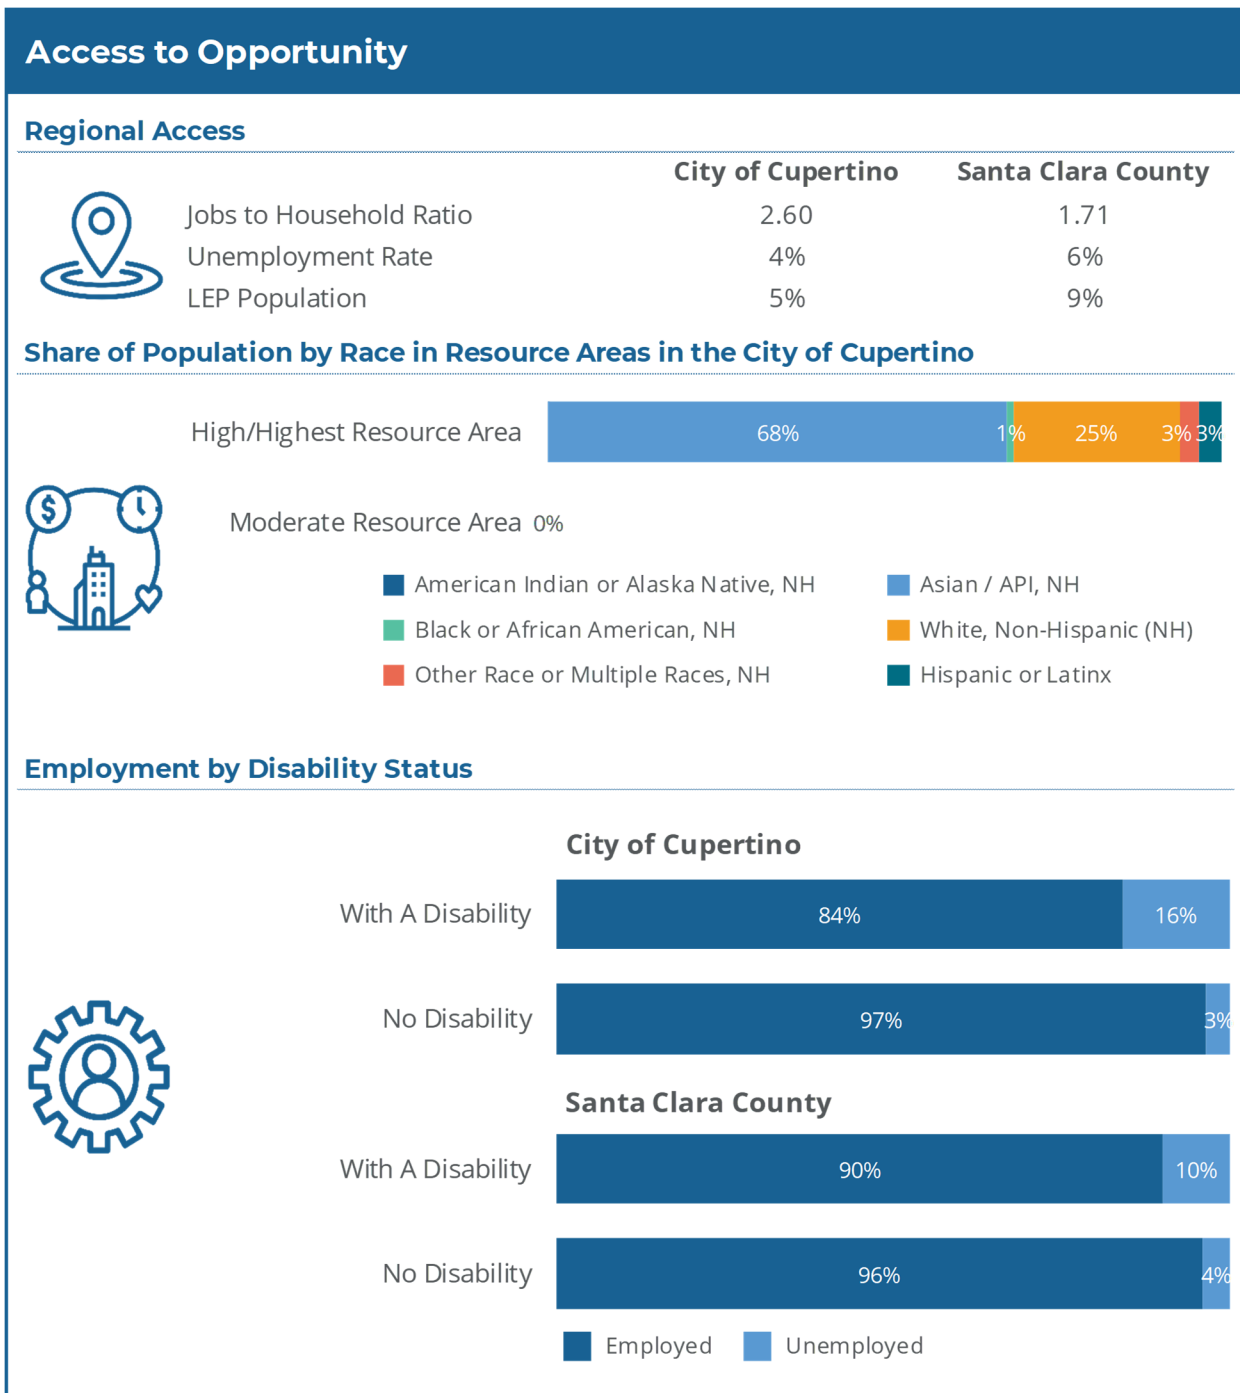 Access to Opportunity
Regional Access
City of Cupertino Santa Clara County
Jobs to Household Ratio 2.60 1.71
Unemployment Rate 4% 6%
LEP Population 5% 9%
Share of Population by Race in Resource Areas in the City of Cupertino
High/Highest Resource Area 68% 1% 25% 3% 3%
$
Moderate Resource Area 0%
American Indian or Alaska Native, NH Asian / API, NH
Black or African American, NH White, Non-Hispanic (NH)
Other Race or Multiple Races, NH Hispanic or Latinx
Employment by Disability Status
City of Cupertino
With A Disability 84% 16%
No Disability 97% 3%
Santa Clara County
With A Disability 90% 10%
No Disability 96% 4%
Employed Unemployed